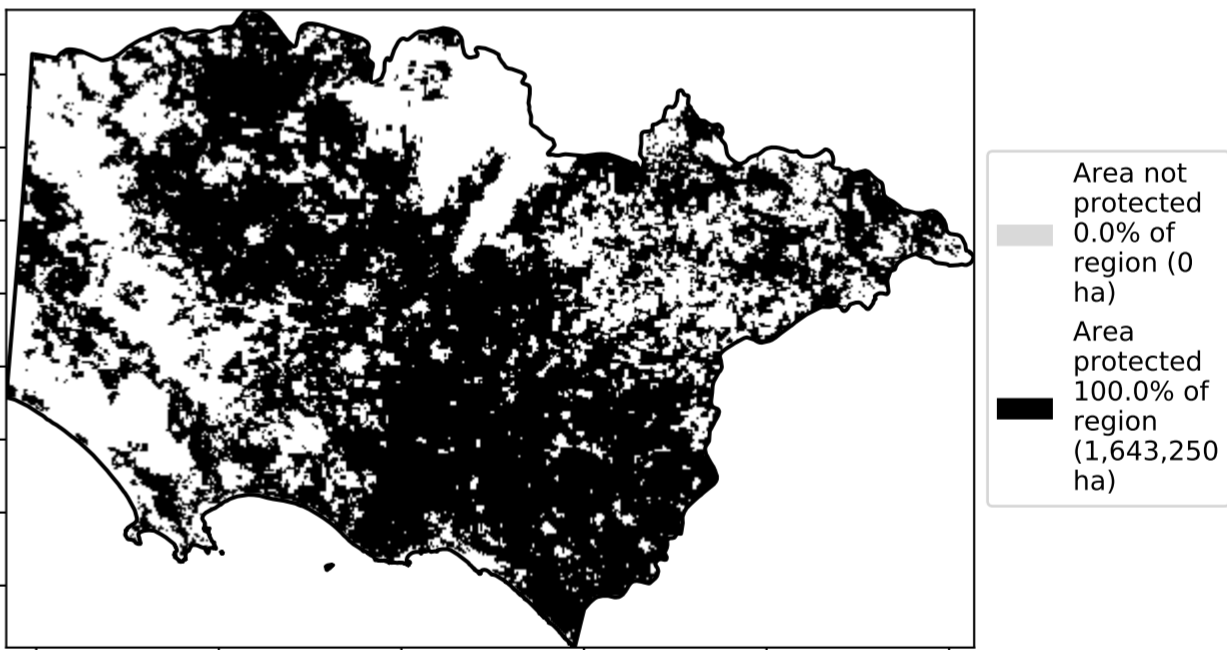 Area not
protected
0.0% of
region (0
ha)
Area
protected
100.0% of
region
(1,643,250
ha)